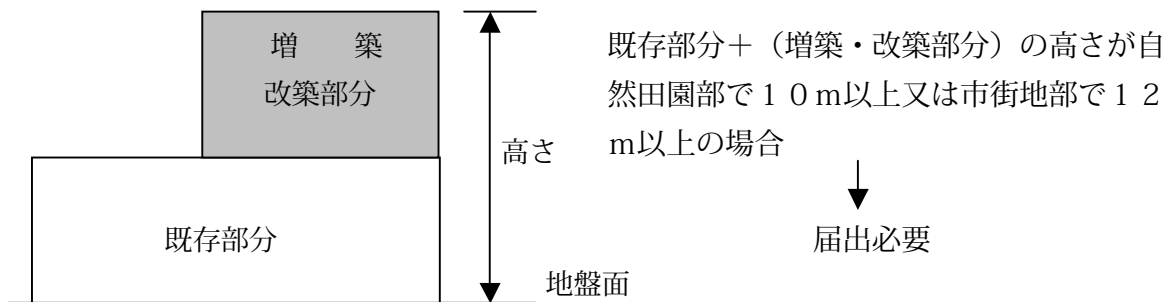 増　　築
改築部分
既存部分
高さ
地盤面
既存部分＋（増築・改築部分）の高さが自
然田園部で１０ｍ以上又は市街地部で１２
ｍ以上の場合
届出必要